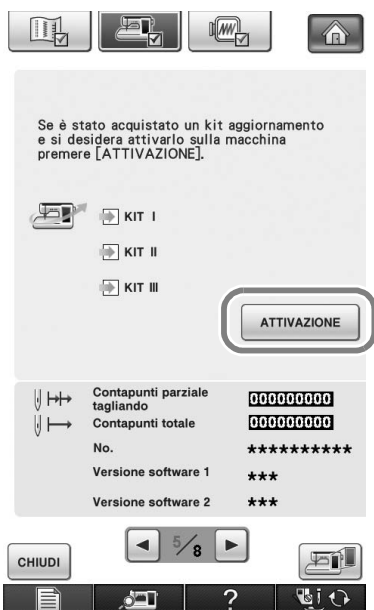 Se è stato acquistato un kit aggiornamento
e si desidera attivarlo sulla macchina
premere [ATTIVAZIONE].
KIT I
KIT II
KIT III
ATTIVAZIONE
Contapunti parziale
tagliando
000000000
Contapunti totale
000000000
No.
**********
Versione software 1
***
Versione software 2
***
CHIUDI
5/8
?